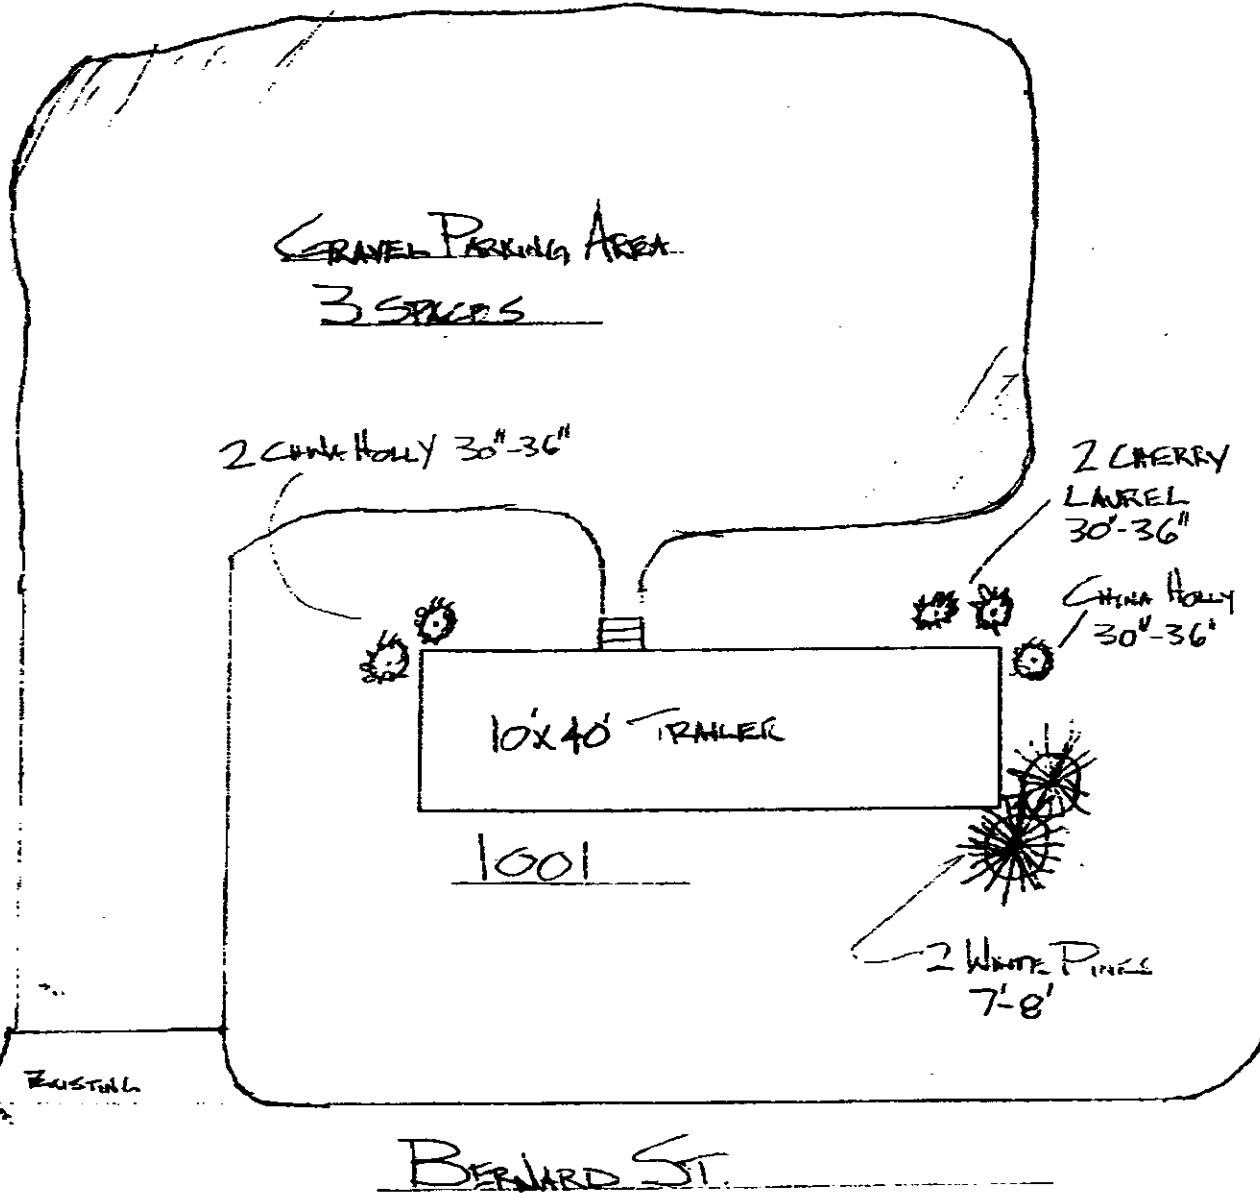 GRAVEL PARKING AREA
3 SPACES
2 CHINA HOLLY 30"-36"
2 CHERRY
LAUREL
30"-36"
CHINA HOLLY
30"-36"
10'X40' TRAILER
1001
2 WHITE PINES
7'-8'
EXISTING
BERNARD ST.